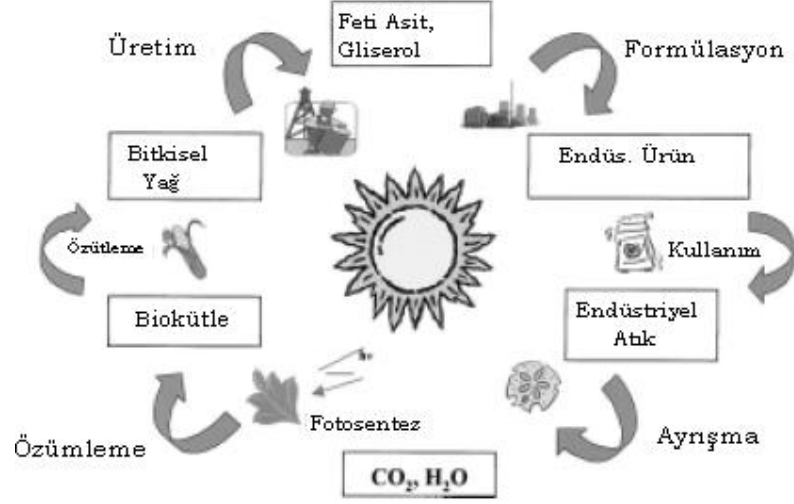 Feti Asit,
Gliserol
Üretim
Formülasyon
Bitkisel
Yağ
Endüs. Ürün
Özütleme
Kullanım
Biokütle
Endüstriyel
Atık
Fotosentez
Özümleme
Ayrışma
CO₂, H₂O